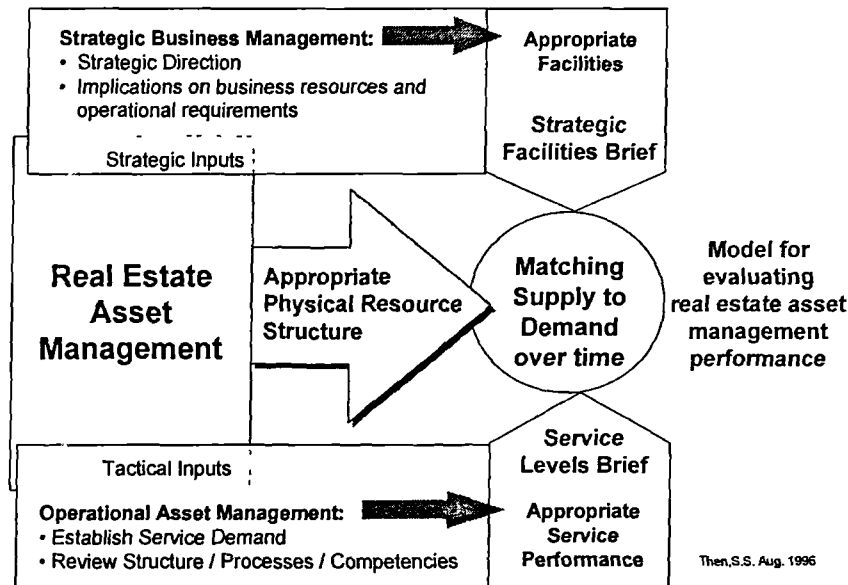 Strategic Business Management:
• Strategic Direction
• Implications on business resources and
operational requirements
Appropriate
Facilities
Strategic
Facilities Brief
Strategic Inputs
Real Estate
Asset
Management
Appropriate
Physical Resource
Structure
Matching
Supply to
Demand
over time
Model for
evaluating
real estate asset
management
performance
Tactical Inputs
Service
Levels Brief
Operational Asset Management:
• Establish Service Demand
• Review Structure / Processes / Competencies
Appropriate
Service
Performance
Then,S.S. Aug. 1996